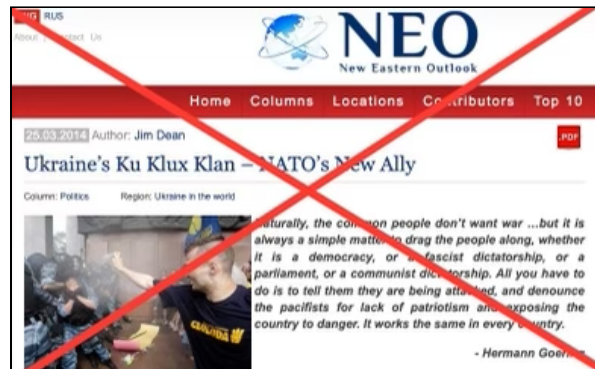 ENG RUS
About | Contact Us
NEO
New Eastern Outlook
Home Columns Locations Contributors Top 10
25.03.2014 Author: Jim Dean
.PDF
Ukraine's Ku Klux Klan – NATO's New Ally
Column: Politics Region: Ukraine in the world
Naturally, the common people don't want war ...but it is
always a simple matter to drag the people along, whether
it is a democracy, or a fascist dictatorship, or a
parliament, or a communist dictatorship. All you have to
do is to tell them they are being attacked, and denounce
the pacifists for lack of patriotism and exposing the
country to danger. It works the same in every country.
- Hermann Goering